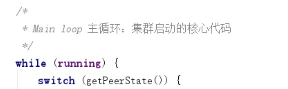 /*
* Main loop 主循环：集群启动的核心代码
*/
while (running) {
switch (getPeerState()) {